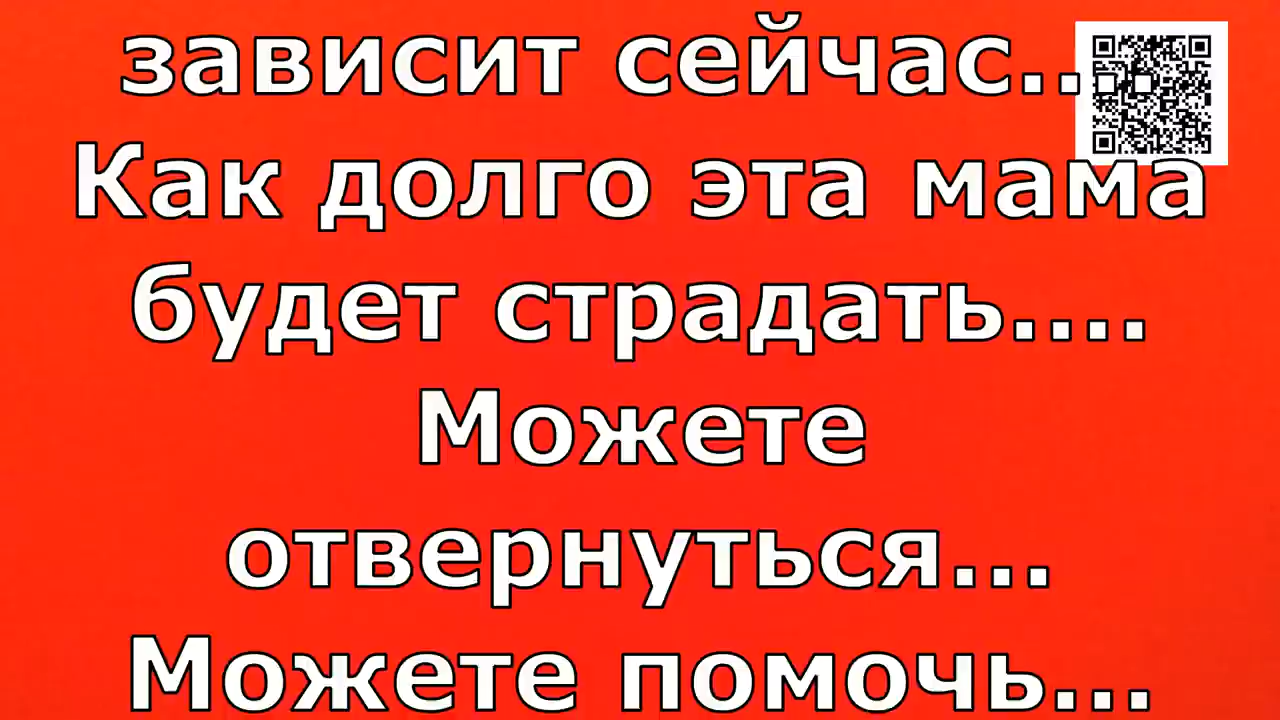 зависит сейчас....
Как долго эта мама
будет страдать....
Можете
отвернуться...
Можете помочь...